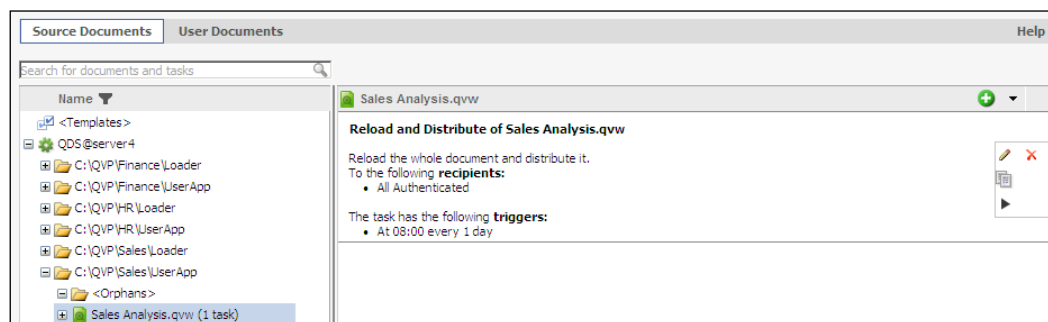 Source Documents User Documents Help
Search for documents and tasks
Name
<Templates>
QDS@server4
C:\QVP\Finance\Loader
C:\QVP\Finance\UserApp
C:\QVP\HR\Loader
C:\QVP\HR\UserApp
C:\QVP\Sales\Loader
C:\QVP\Sales\UserApp
<Orphans>
Sales Analysis.qvw (1 task)
Sales Analysis.qvw
Reload and Distribute of Sales Analysis.qvw
Reload the whole document and distribute it.
To the following recipients:
• All Authenticated
The task has the following triggers:
• At 08:00 every 1 day